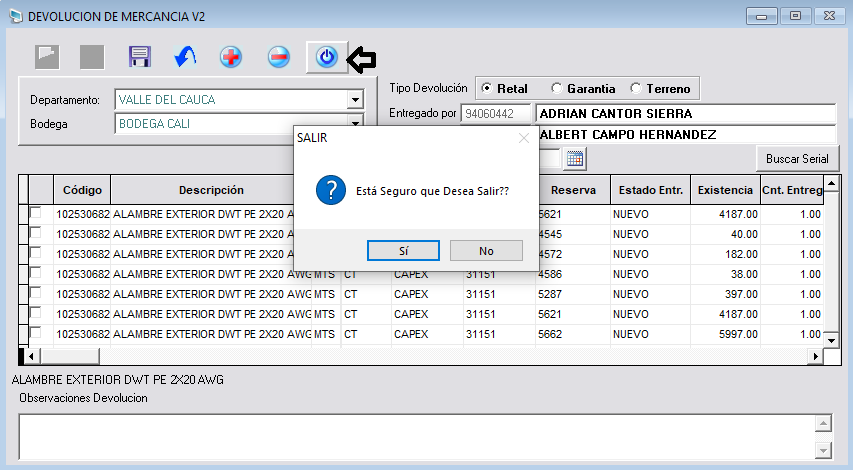 DEVOLUCION DE MERCANCIA V2
Tipo Devolución Retal Garantia Terreno
Departamento: VALLE DEL CAUCA
Entregado por 94060442 ADRIAN CANTOR SIERRA
Bodega BODEGA CALI
ALBERT CAMPO HERNANDEZ
SALIR
Está Seguro que Desea Salir??
Sí No
Buscar Serial
Código Descripción Reserva Estado Entr. Existencia Cnt. Entreg
102530682 ALAMBRE EXTERIOR DWT PE 2X20 5621 NUEVO 4187.00 1.00
102530682 ALAMBRE EXTERIOR DWT PE 2X20 4545 NUEVO 40.00 1.00
102530682 ALAMBRE EXTERIOR DWT PE 2X20 4572 NUEVO 182.00 1.00
102530682 ALAMBRE EXTERIOR DWT PE 2X20 AWG MTS CT CAPEX 31151 4586 NUEVO 38.00 1.00
102530682 ALAMBRE EXTERIOR DWT PE 2X20 AWG MTS CT CAPEX 31151 5287 NUEVO 397.00 1.00
102530682 ALAMBRE EXTERIOR DWT PE 2X20 AWG MTS CT CAPEX 31151 5621 NUEVO 4187.00 1.00
102530682 ALAMBRE EXTERIOR DWT PE 2X20 AWG MTS CT CAPEX 31151 5662 NUEVO 5997.00 1.00
ALAMBRE EXTERIOR DWT PE 2X20 AWG
Observaciones Devolucion